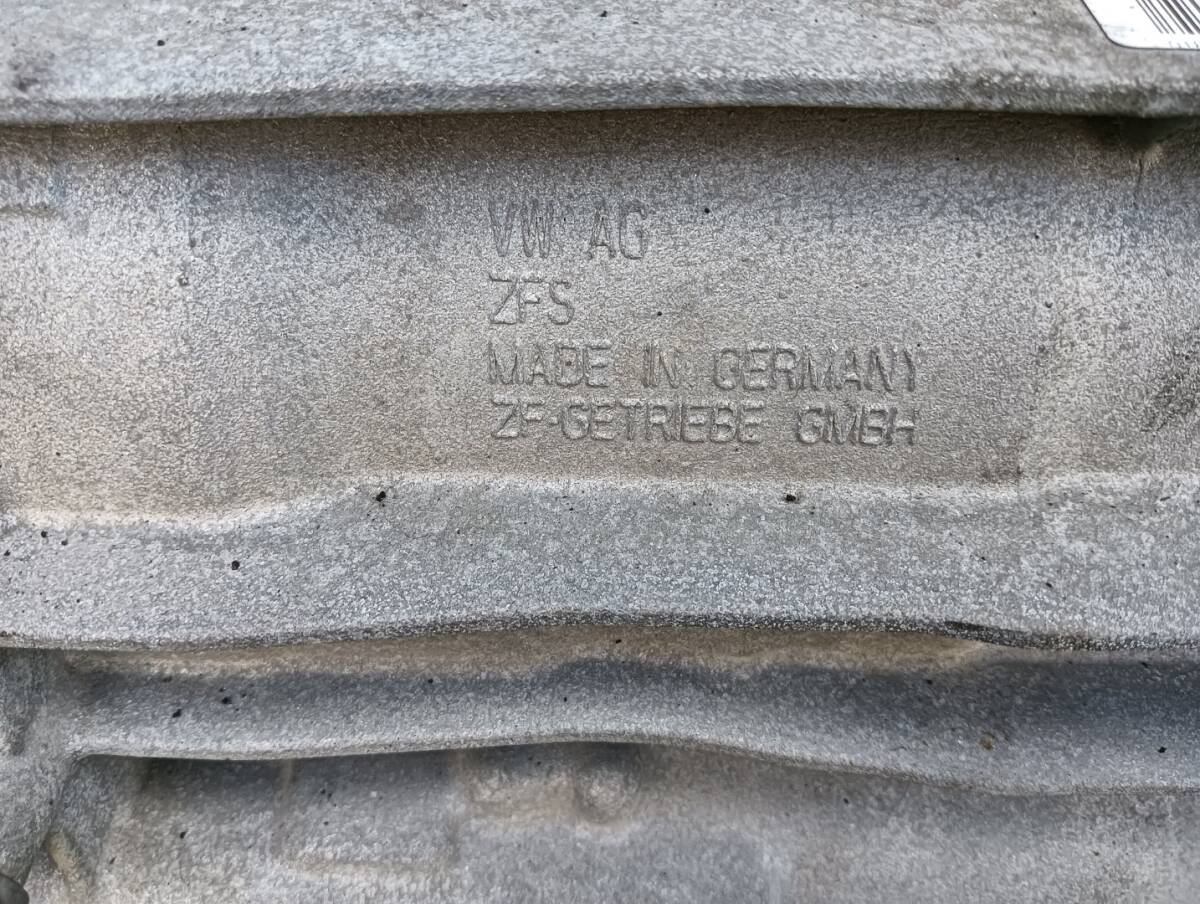 VW AG
ZFS
MADE IN GERMANY
ZF-GETRIEBE GMBH